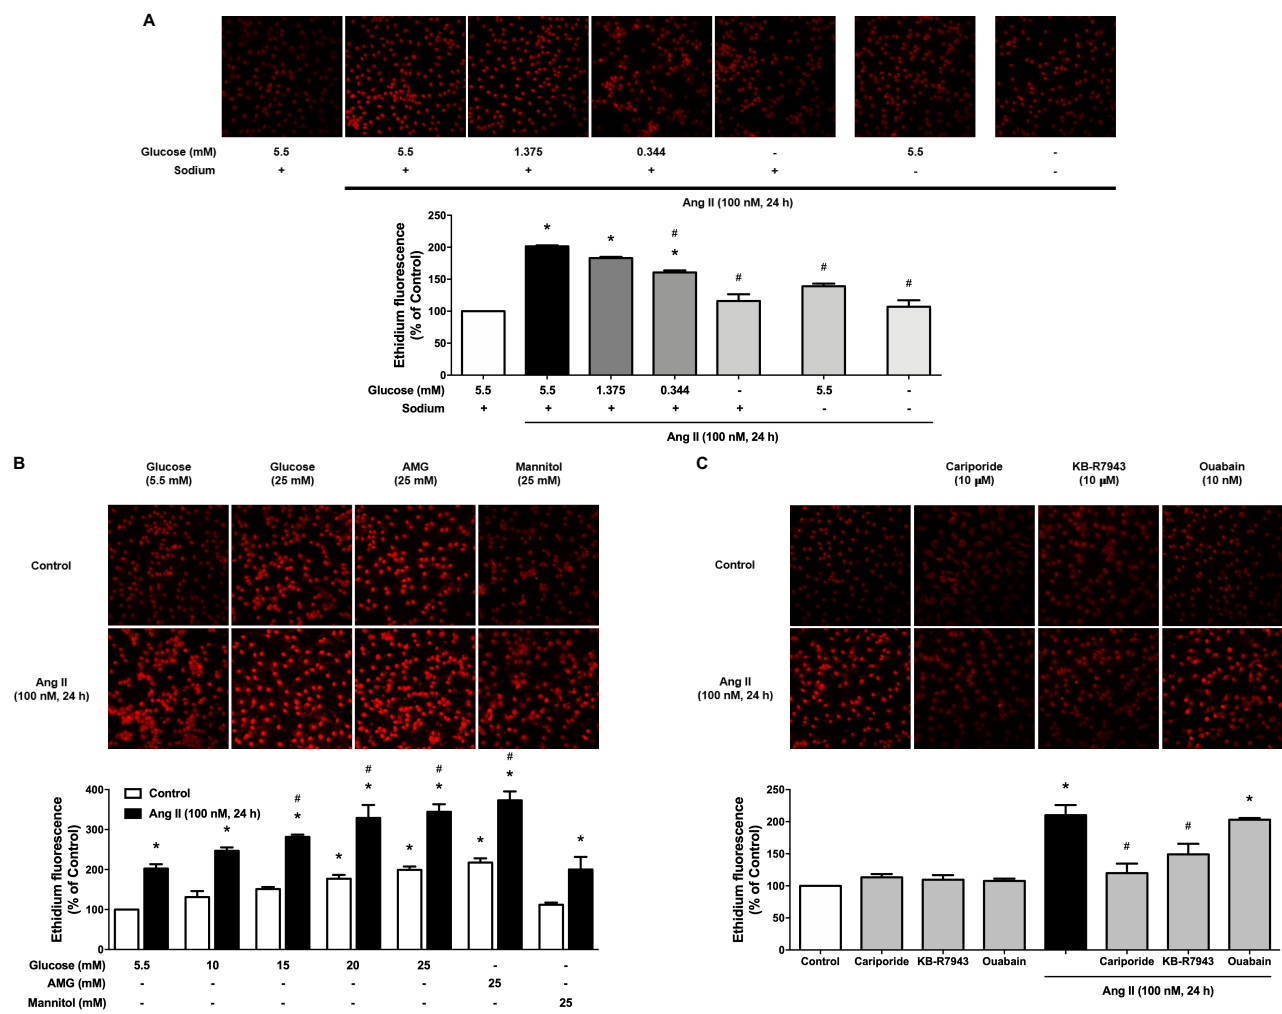 A
Glucose (mM) 5.5 5.5 1.375 0.344 - 5.5 -
Sodium + + + + + - -
Ang II (100 nM, 24 h)
250
200
150
100
50
0
Ethidium fluorescence
(% of Control)
* * # * # # #
Glucose (mM) 5.5 5.5 1.375 0.344 - 5.5 -
Sodium + + + + + - -
Ang II (100 nM, 24 h)
B
Glucose Glucose AMG Mannitol
(5.5 mM) (25 mM) (25 mM) (25 mM)
Control
Ang II
(100 nM, 24 h)
400
300
200
100
0
Ethidium fluorescence
(% of Control)
Control
Ang II (100 nM, 24 h)
# # # #
* * * * * * * * * *
Glucose (mM) 5.5 10 15 20 25 - -
AMG (mM) - - - - - 25 -
Mannitol (mM) - - - - - - 25
C
Cariporide KB-R7943 Ouabain
(10 μM) (10 μM) (10 nM)
Control
Ang II
(100 nM, 24 h)
250
200
150
100
50
0
Ethidium fluorescence
(% of Control)
* # # *
Control Cariporide KB-R7943 Ouabain Cariporide KB-R7943 Ouabain
Ang II (100 nM, 24 h)